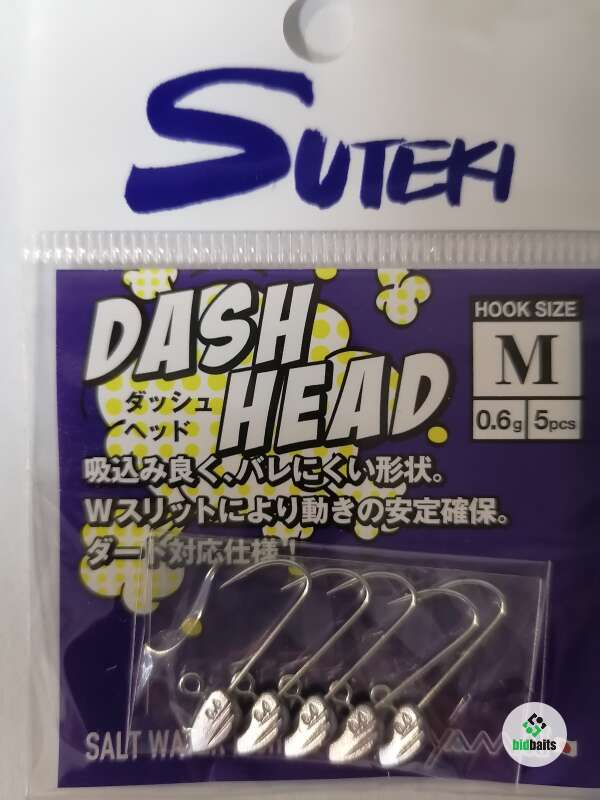 SUTEKI
DASH
HEAD
ダッシュ
ヘッド
HOOK SIZE
M
0.6g 5pcs
吸込み良く、バレにくい形状。
Wスリットにより動きの安定確保。
ダート対応仕様！
SALT WATER
bidbaits